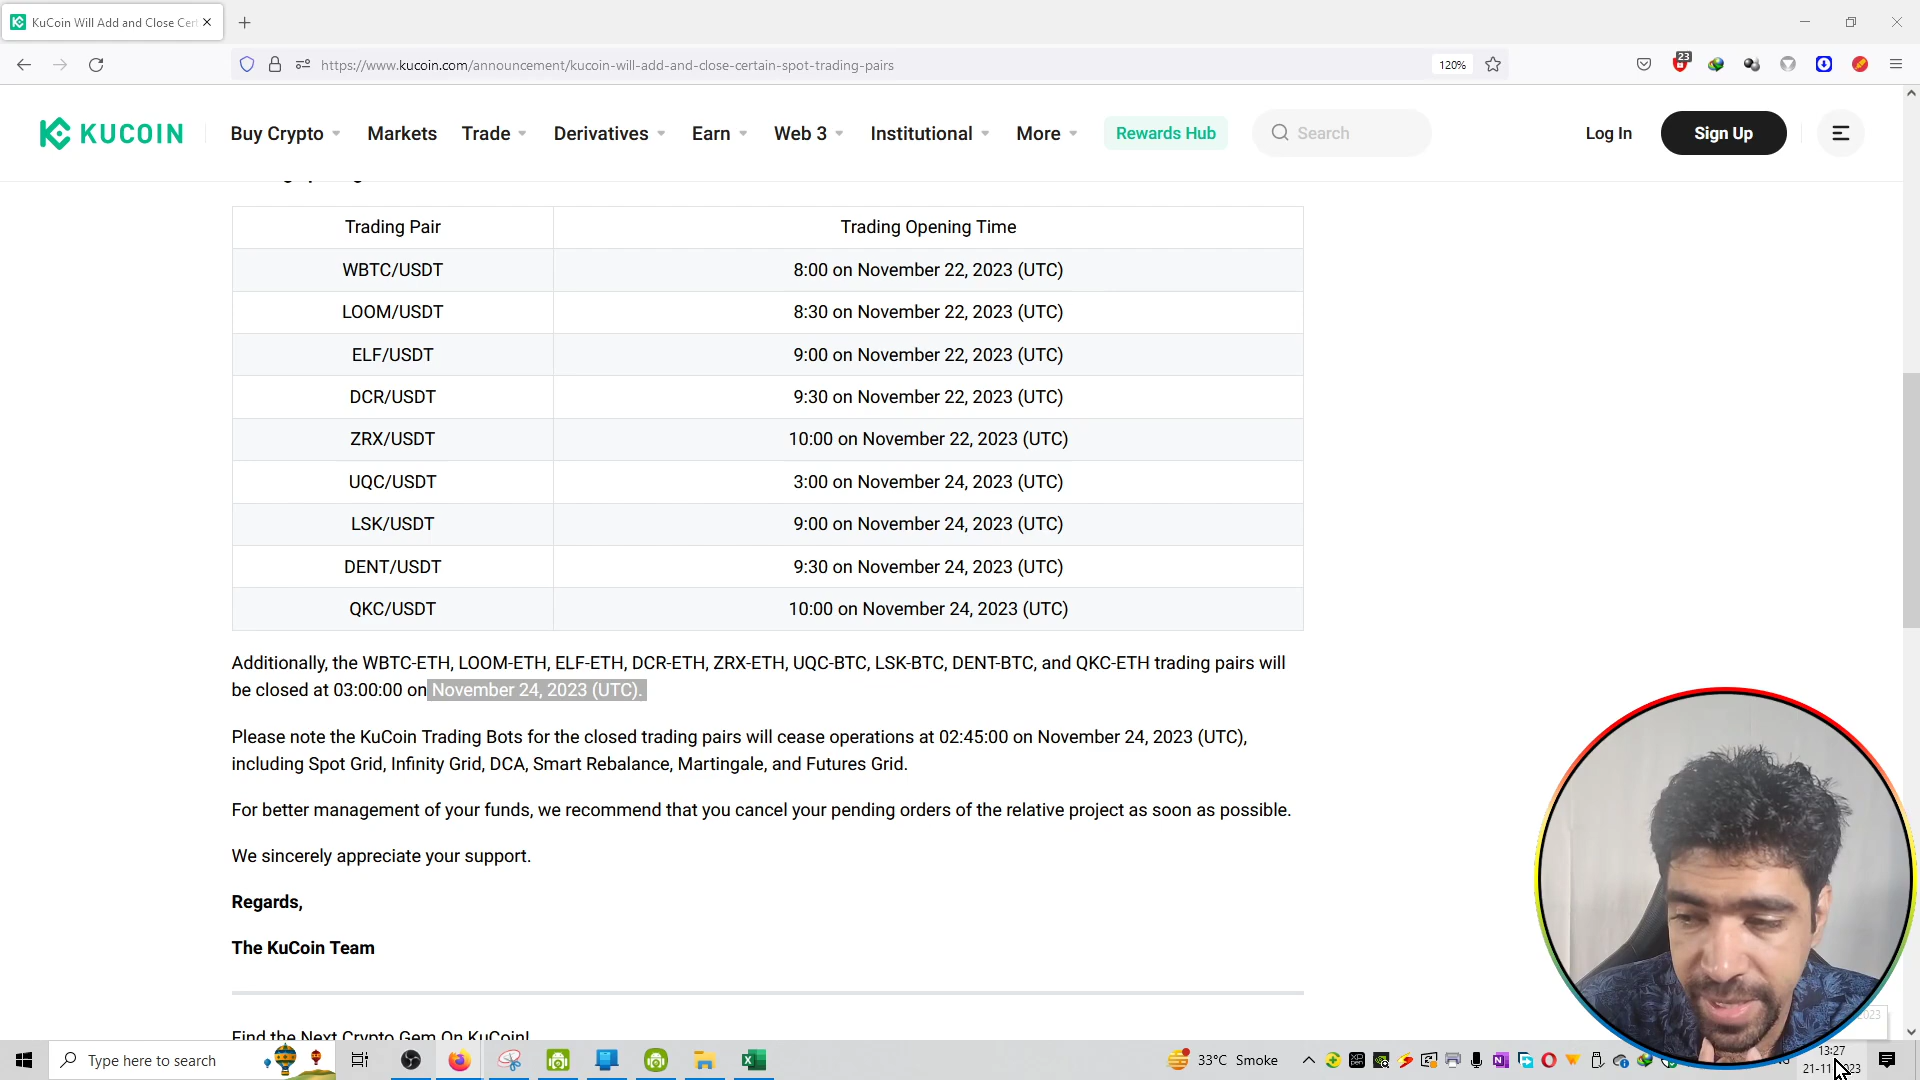 KuCoin Will Add and Close Cert
https://www.kucoin.com/announcement/kucoin-will-add-and-close-certain-spot-trading-pairs
120%
23
KUCOIN
Buy Crypto
Markets
Trade
Derivatives
Earn
Web 3
Institutional
More
Rewards Hub
Search
Log In
Sign Up
Trading Pair
Trading Opening Time
WBTC/USDT
8:00 on November 22, 2023 (UTC)
LOOM/USDT
8:30 on November 22, 2023 (UTC)
ELF/USDT
9:00 on November 22, 2023 (UTC)
DCR/USDT
9:30 on November 22, 2023 (UTC)
ZRX/USDT
10:00 on November 22, 2023 (UTC)
UQC/USDT
3:00 on November 24, 2023 (UTC)
LSK/USDT
9:00 on November 24, 2023 (UTC)
DENT/USDT
9:30 on November 24, 2023 (UTC)
QKC/USDT
10:00 on November 24, 2023 (UTC)
Additionally, the WBTC-ETH, LOOM-ETH, ELF-ETH, DCR-ETH, ZRX-ETH, UQC-BTC, LSK-BTC, DENT-BTC, and QKC-ETH trading pairs will
be closed at 03:00:00 on November 24, 2023 (UTC).
Please note the KuCoin Trading Bots for the closed trading pairs will cease operations at 02:45:00 on November 24, 2023 (UTC),
including Spot Grid, Infinity Grid, DCA, Smart Rebalance, Martingale, and Futures Grid.
For better management of your funds, we recommend that you cancel your pending orders of the relative project as soon as possible.
We sincerely appreciate your support.
Regards,
The KuCoin Team
Find the Next Crypto Gem On KuCoin!
Type here to search
33°C Smoke
13:27